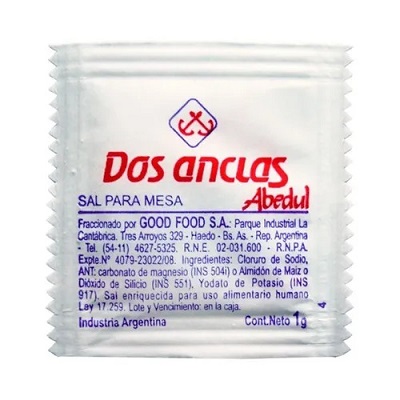 Dos anclas
SAL PARA MESA
Abedul
Fraccionado por GOOD FOOD S.A.: Parque Industrial La
Cantábrica. Tres Arroyos 329 - Haedo - Bs. As. - Rep. Argentina
- Tel. (54-11) 4627-5325. R.N.E. 02-031.600 - R.N.P.A.
Expte.Nº 4079-23022/08. Ingredientes: Cloruro de Sodio,
ANT: carbonato de magnesio (INS 504i) o Almidón de Maíz o
Dióxido de Silicio (INS 551), Yodato de Potasio (INS
917). Sal enriquecida para uso alimentario humano
Lay 17.259. Lote y Vencimiento: en la caja.
Industria Argentina
Cont.Neto 1g
4